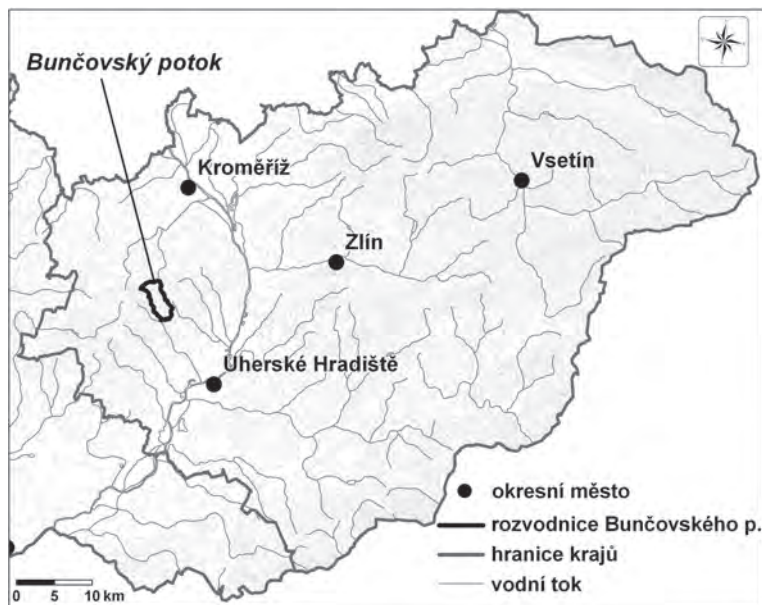 Bunčovský potok
Kroměříž
Vsetín
Zlín
Uherské Hradiště
okresní město
rozvodnice Bunčovského p.
hranice krajů
vodní tok
0 5 10 km